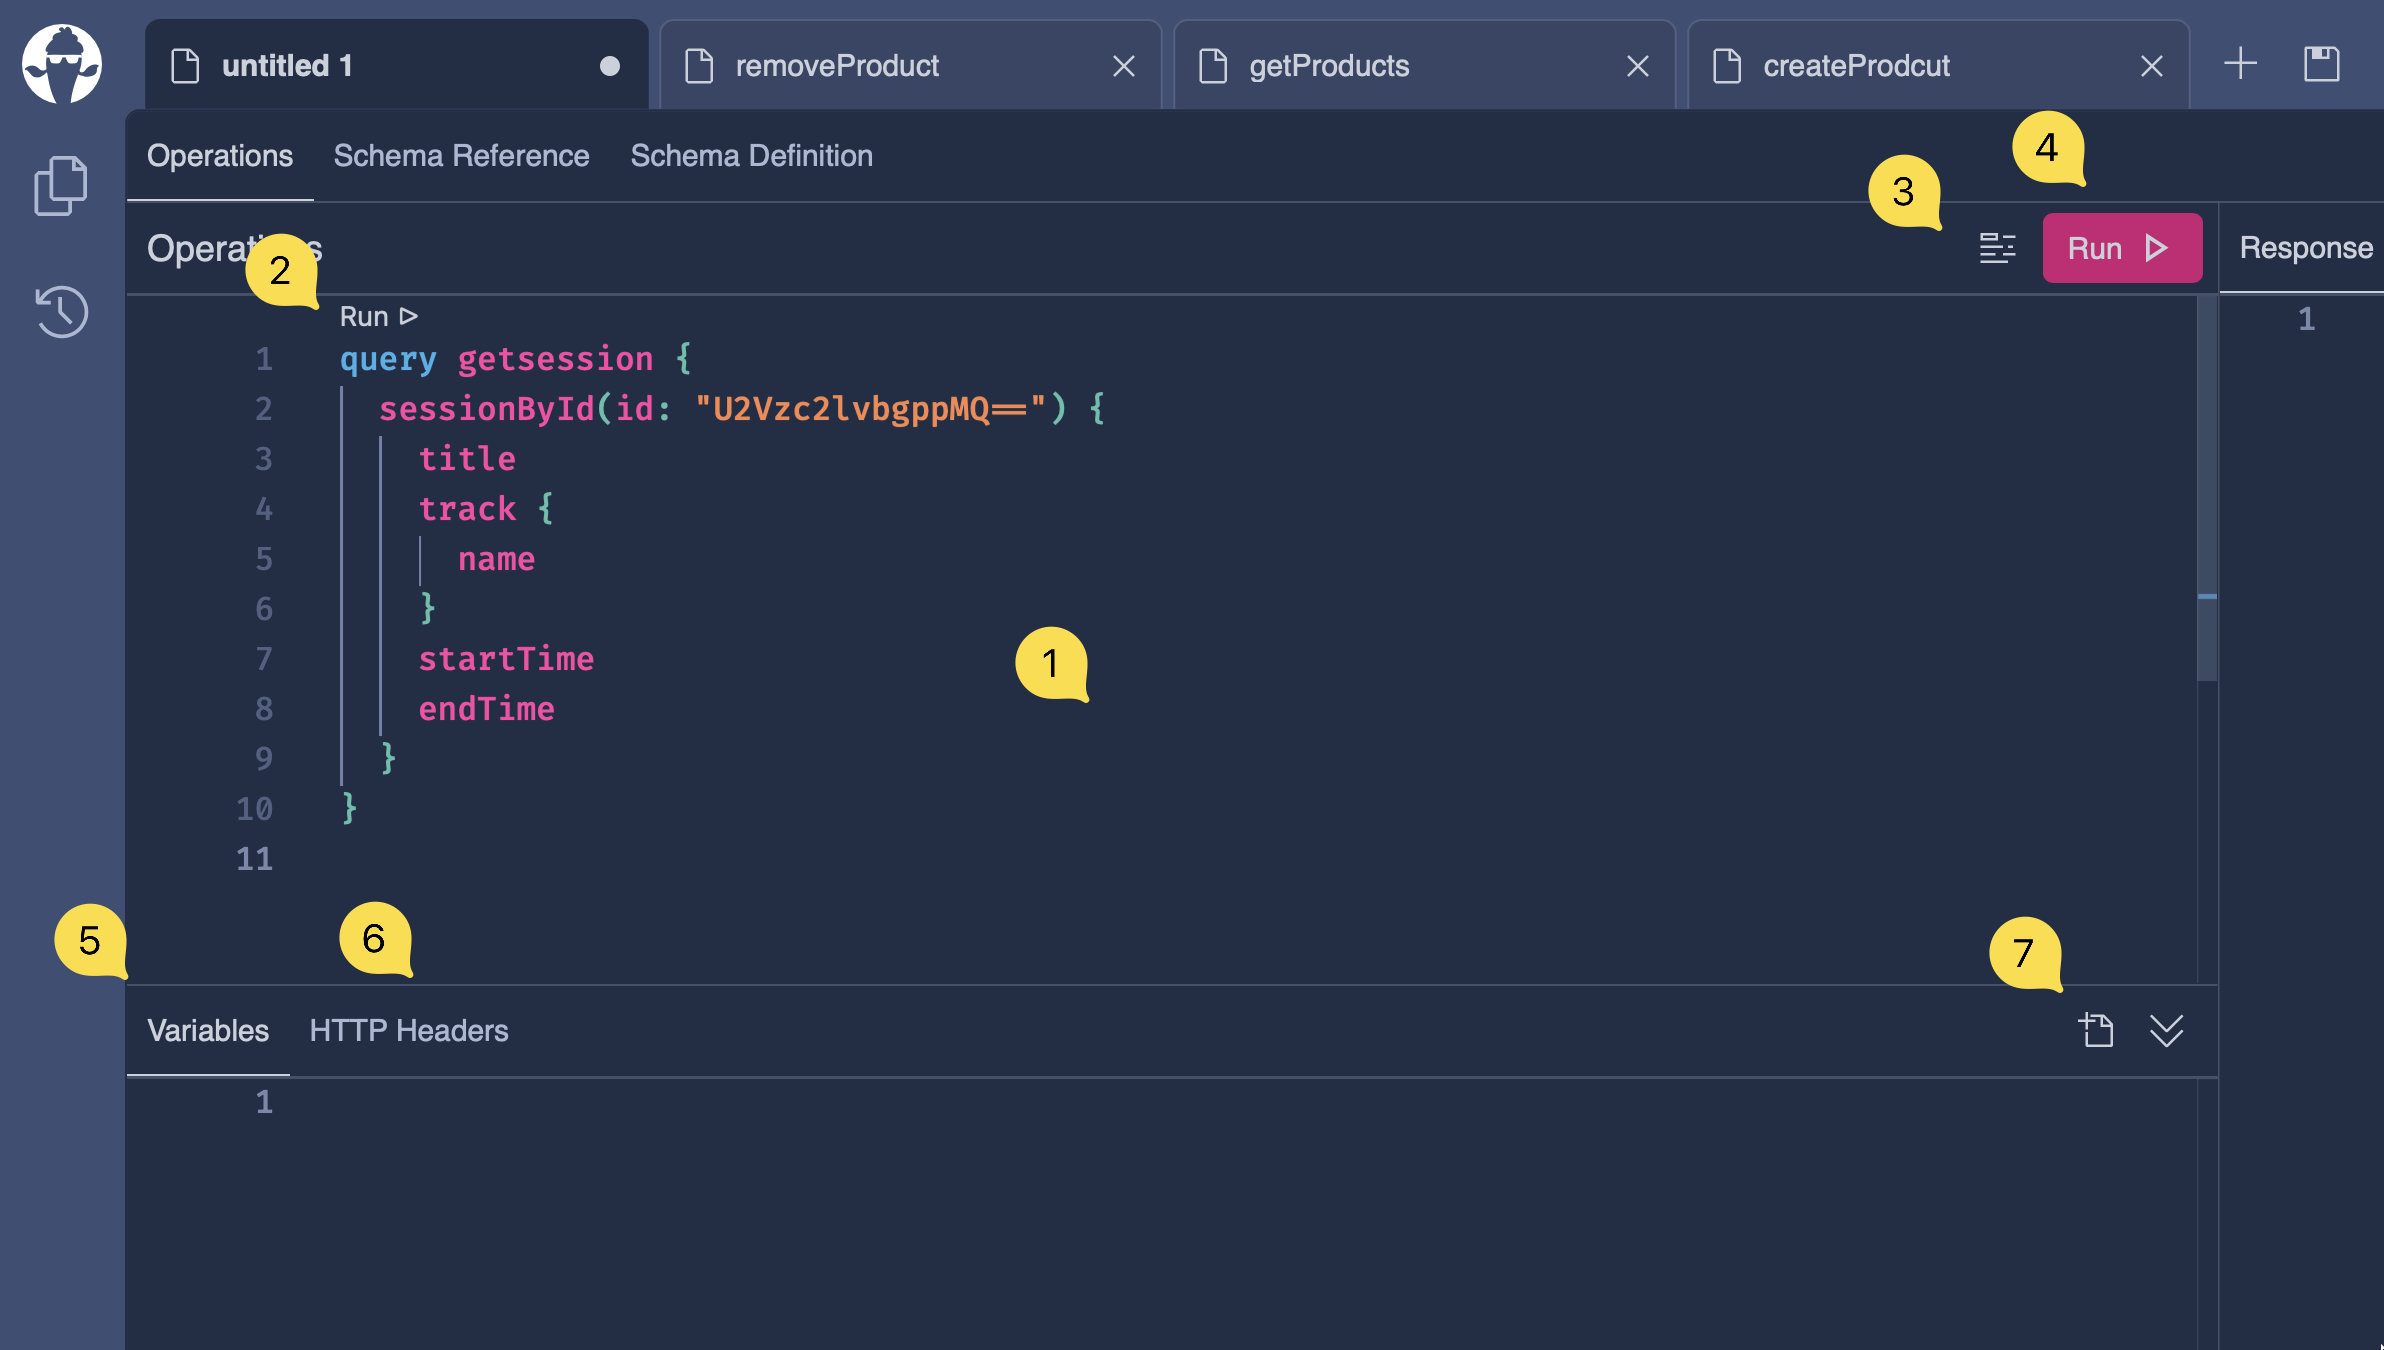 untitled 1
removeProduct
getProducts
createProdcut
Operations
Schema Reference
Schema Definition
4
3
Operations
2
Run
Response
Run
1
1 query getsession {
2 sessionById(id: "U2Vzc2lvbgppMQ==") {
3 title
4 track {
5 name
6 }
7 startTime
8 endTime
9 }
10 }
11
1
5
6
7
Variables
HTTP Headers
1